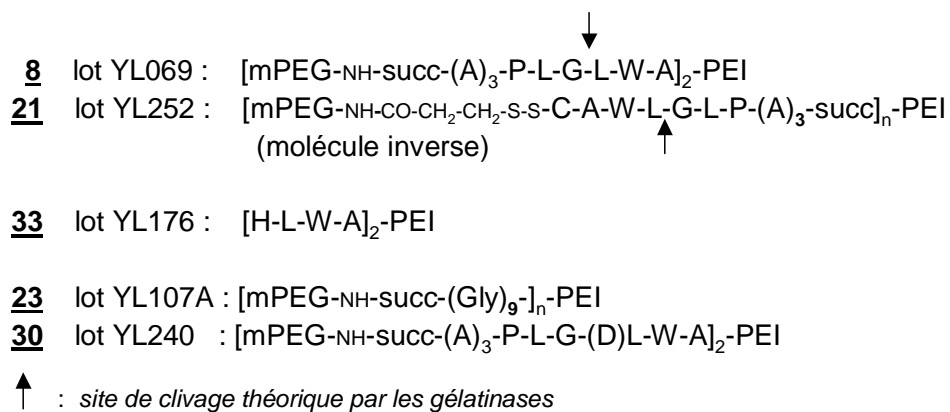 8 lot YL069 : [mPEG-NH-succ-(A)3-P-L-G-L-W-A]2-PEI
21 lot YL252 : [mPEG-NH-CO-CH2-CH2-S-S-C-A-W-L-G-L-P-(A)3-succ]n-PEI
(molécule inverse)
33 lot YL176 : [H-L-W-A]2-PEI
23 lot YL107A : [mPEG-NH-succ-(Gly)9-]n-PEI
30 lot YL240 : [mPEG-NH-succ-(A)3-P-L-G-(D)L-W-A]2-PEI
: site de clivage théorique par les gélatinases